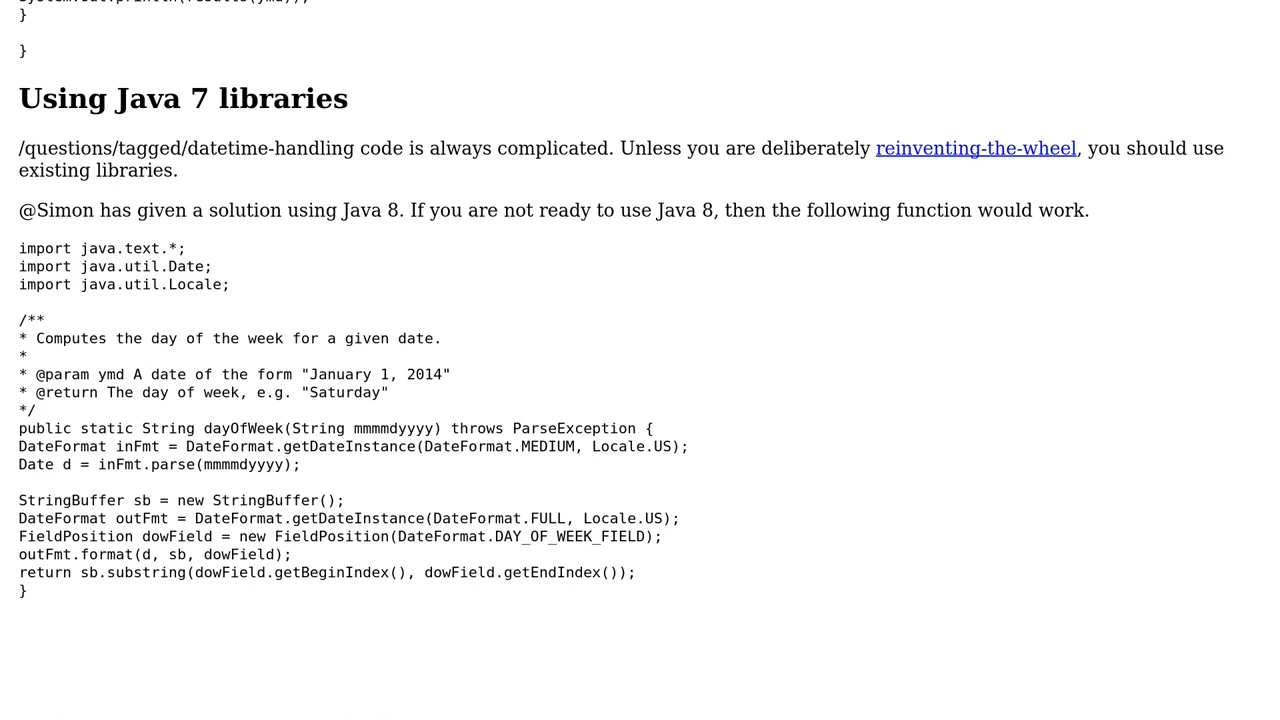 System.out.println(results(ymd));
}
}
Using Java 7 libraries
/questions/tagged/datetime-handling code is always complicated. Unless you are deliberately reinventing-the-wheel, you should use
existing libraries.
@Simon has given a solution using Java 8. If you are not ready to use Java 8, then the following function would work.
import java.text.*;
import java.util.Date;
import java.util.Locale;
/**
* Computes the day of the week for a given date.
*
* @param ymd A date of the form "January 1, 2014"
* @return The day of week, e.g. "Saturday"
*/
public static String dayOfWeek(String mmmmdyyyy) throws ParseException {
DateFormat inFmt = DateFormat.getDateInstance(DateFormat.MEDIUM, Locale.US);
Date d = inFmt.parse(mmmmdyyyy);
StringBuffer sb = new StringBuffer();
DateFormat outFmt = DateFormat.getDateInstance(DateFormat.FULL, Locale.US);
FieldPosition dowField = new FieldPosition(DateFormat.DAY_OF_WEEK_FIELD);
outFmt.format(d, sb, dowField);
return sb.substring(dowField.getBeginIndex(), dowField.getEndIndex());
}